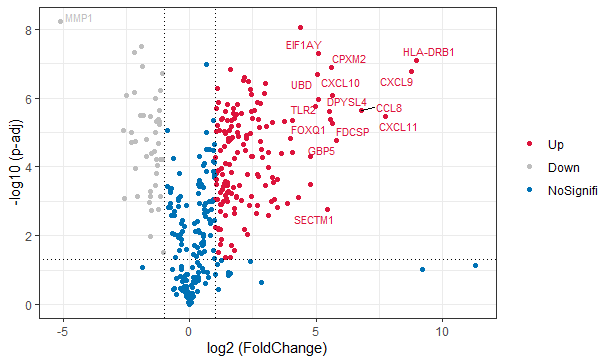 MMP1
EIF1AY
CPXM2
HLA-DRB1
UBD
CXCL10
CXCL9
DPYSL4
TLR2
CCL8
FOXQ1
FDCSP
CXCL11
GBP5
SECTM1
8
6
4
2
0
-5
0
5
10
-log10 (p-adj)
log2 (FoldChange)
Up
Down
NoSignifi